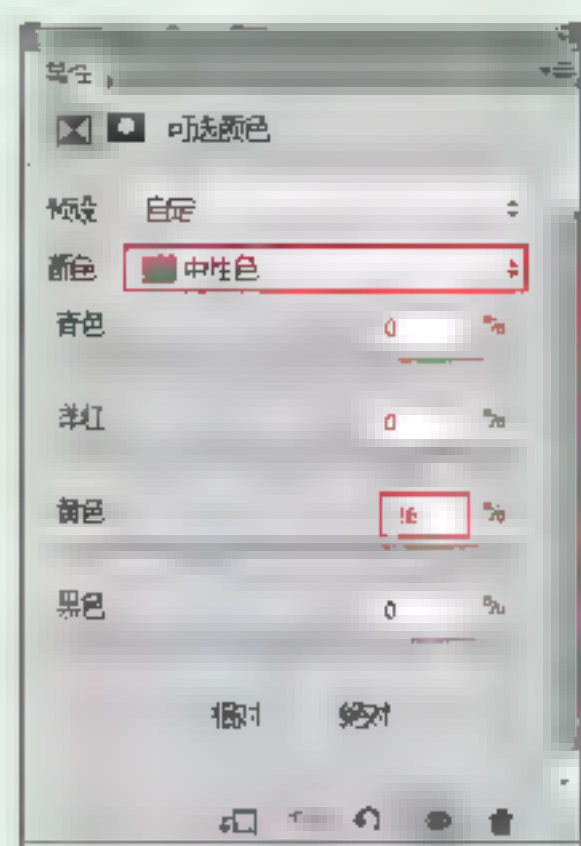 属性
可选颜色
预设 自定
颜色 中性色
青色 0 %
洋红 0 %
黄色 %
黑色 0 %
相对 绝对